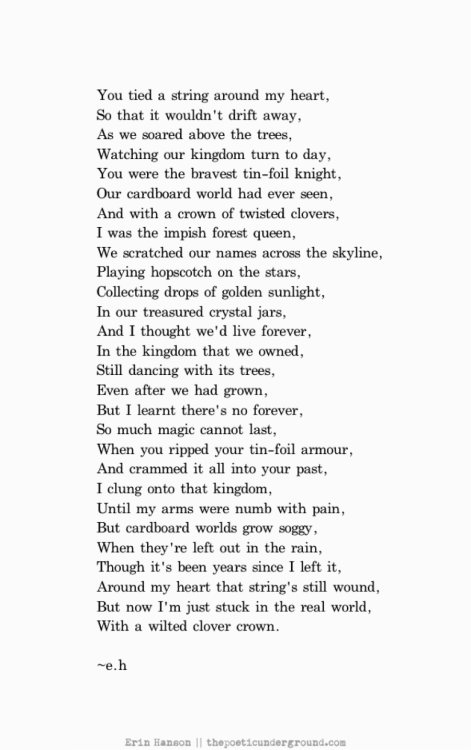 You tied a string around my heart,
So that it wouldn't drift away,
As we soared above the trees,
Watching our kingdom turn to day,
You were the bravest tin-foil knight,
Our cardboard world had ever seen,
And with a crown of twisted clovers,
I was the impish forest queen,
We scratched our names across the skyline,
Playing hopscotch on the stars,
Collecting drops of golden sunlight,
In our treasured crystal jars,
And I thought we'd live forever,
In the kingdom that we owned,
Still dancing with its trees,
Even after we had grown,
But I learnt there's no forever,
So much magic cannot last,
When you ripped your tin-foil armour,
And crammed it all into your past,
I clung onto that kingdom,
Until my arms were numb with pain,
But cardboard worlds grow soggy,
When they're left out in the rain,
Though it's been years since I left it,
Around my heart that string's still wound,
But now I'm just stuck in the real world,
With a wilted clover crown.
~e.h
Erin Hanson || thepoeticunderground.com